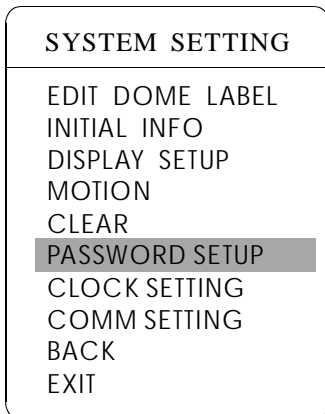 SYSTEM SETTING
EDIT DOME LABEL
INITIAL INFO
DISPLAY SETUP
MOTION
CLEAR
PASSWORD SETUP
CLOCK SETTING
COMM SETTING
BACK
EXIT